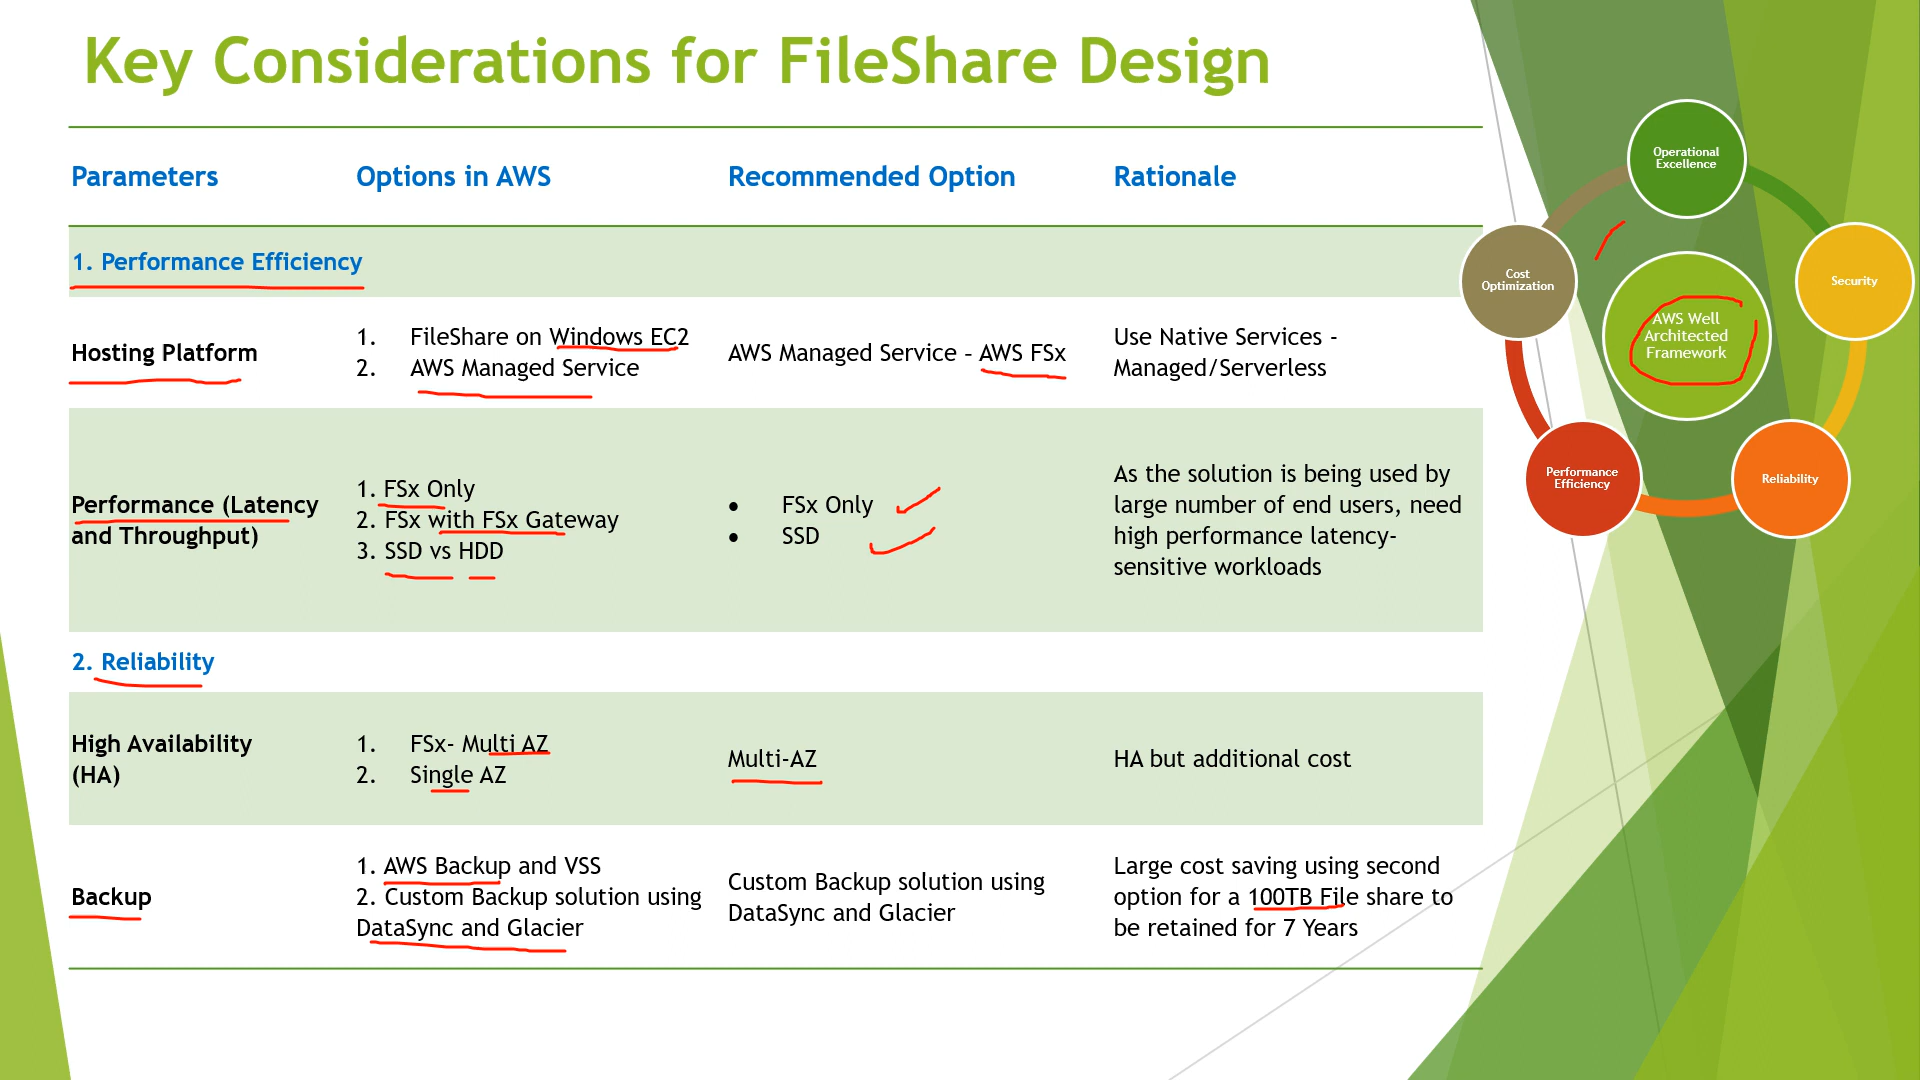 Key Considerations for FileShare Design
Parameters
Options in AWS
Recommended Option
Rationale
1. Performance Efficiency
Hosting Platform
1. FileShare on Windows EC2
2. AWS Managed Service
AWS Managed Service – AWS FSx
Use Native Services -
Managed/Serverless
Performance (Latency
and Throughput)
1. FSx Only
2. FSx with FSx Gateway
3. SSD vs HDD
• FSx Only
• SSD
As the solution is being used by
large number of end users, need
high performance latency-
sensitive workloads
2. Reliability
High Availability
(HA)
1. FSx- Multi AZ
2. Single AZ
Multi-AZ
HA but additional cost
Backup
1. AWS Backup and VSS
2. Custom Backup solution using
DataSync and Glacier
Custom Backup solution using
DataSync and Glacier
Large cost saving using second
option for a 100TB File share to
be retained for 7 Years
Operational
Excellence
Security
Reliability
Performance
Efficiency
Cost
Optimization
AWS Well
Architected
Framework